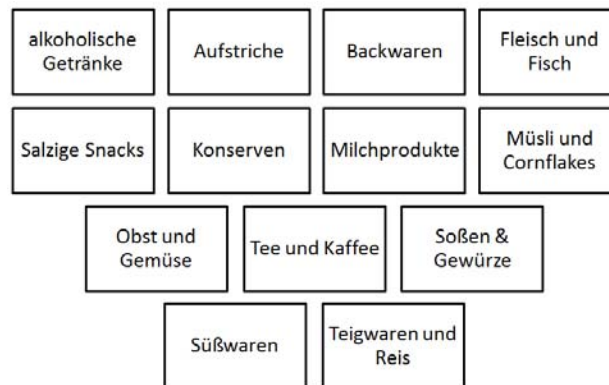 alkoholische
Getränke
Aufstriche
Backwaren
Fleisch und
Fisch
Salzige Snacks
Konserven
Milchprodukte
Müsli und
Cornflakes
Obst und
Gemüse
Tee und Kaffee
Soßen &
Gewürze
Süßwaren
Teigwaren und
Reis